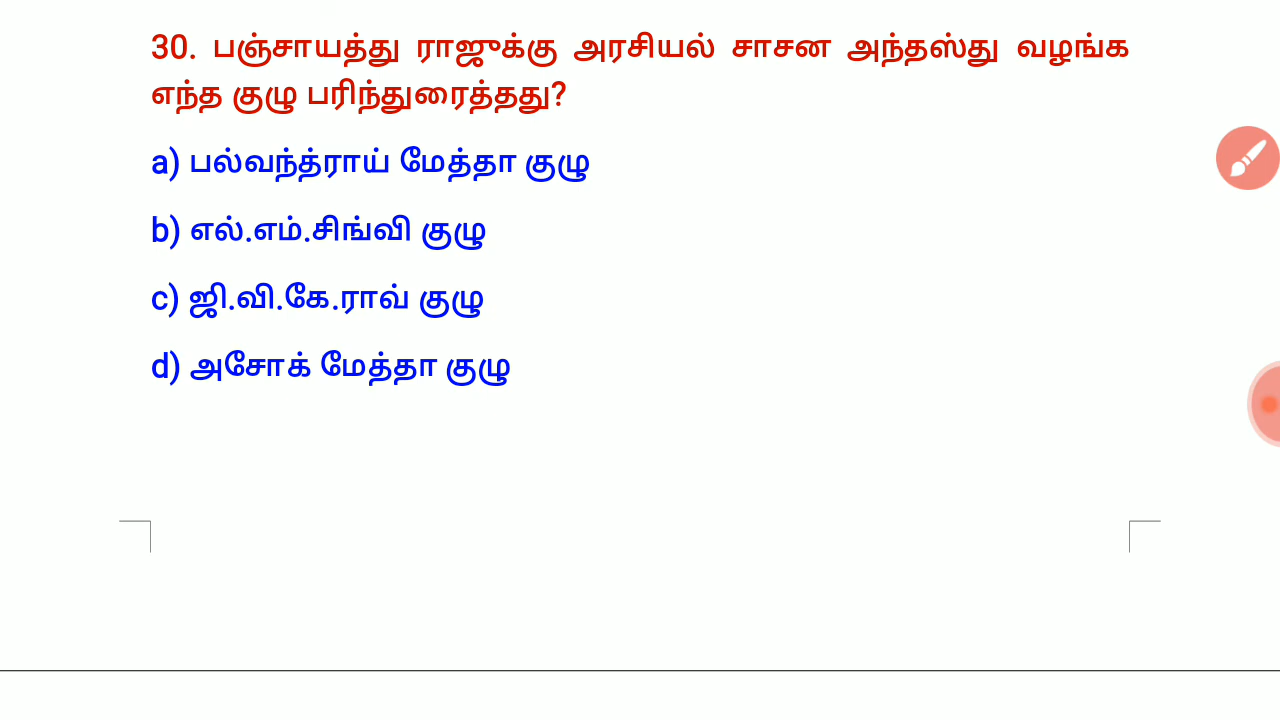 30. பஞ்சாயத்து ராஜுக்கு அரசியல் சாசன அந்தஸ்து வழங்க
எந்த குழு பரிந்துரைத்தது?
a) பல்வந்த்ராய் மேத்தா குழு
b) எல்.எம்.சிங்வி குழு
c) ஜி.வி.கே.ராவ் குழு
d) அசோக் மேத்தா குழு